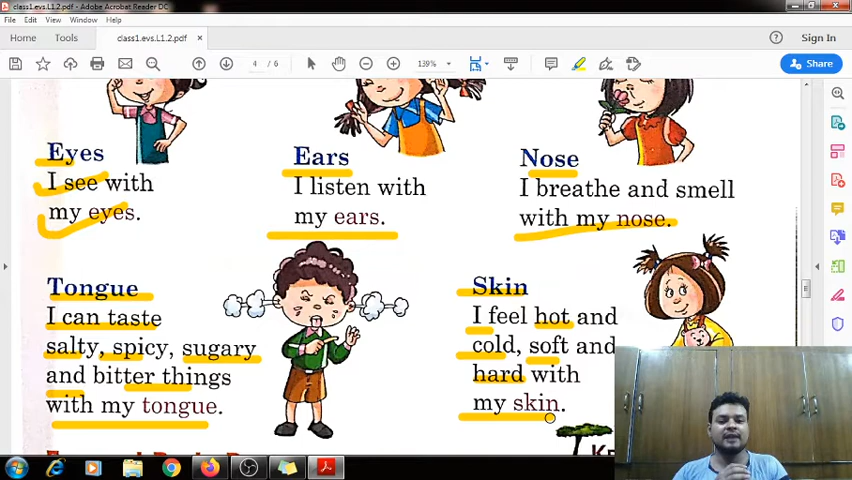 class1.evs.L1.2.pdf - Adobe Acrobat Reader DC
File Edit View Window Help
Home Tools class1.evs.L1.2.pdf × Sign In
4 / 6 139% Share
Eyes
I see with
my eyes.
Ears
I listen with
my ears.
Nose
I breathe and smell
with my nose.
Tongue
I can taste
salty, spicy, sugary
and bitter things
with my tongue.
Skin
I feel hot and
cold, soft and
hard with
my skin.